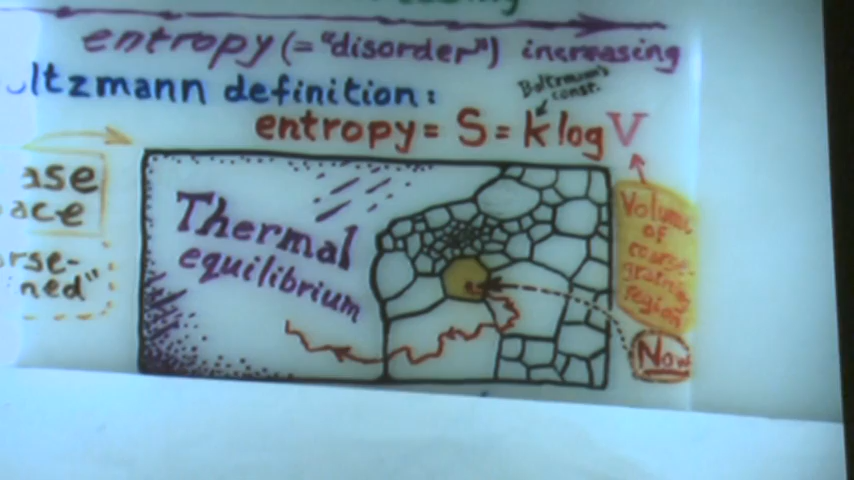 entropy (= "disorder") increasing
ltzmann definition:
Boltzmann's
const.
entropy = S = k log V
ase
ace
rse-
ned"
Thermal
equilibrium
Volume
of
coarse-
graining
region
Now